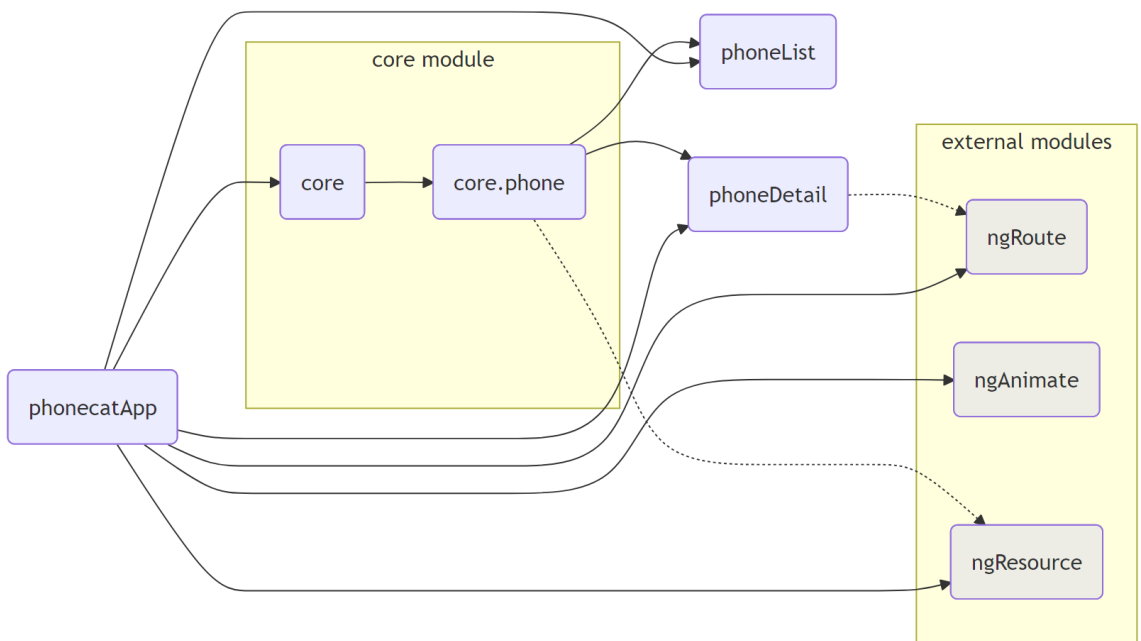 core module
phoneList
external modules
core
core.phone
phoneDetail
ngRoute
ngAnimate
phonecatApp
ngResource